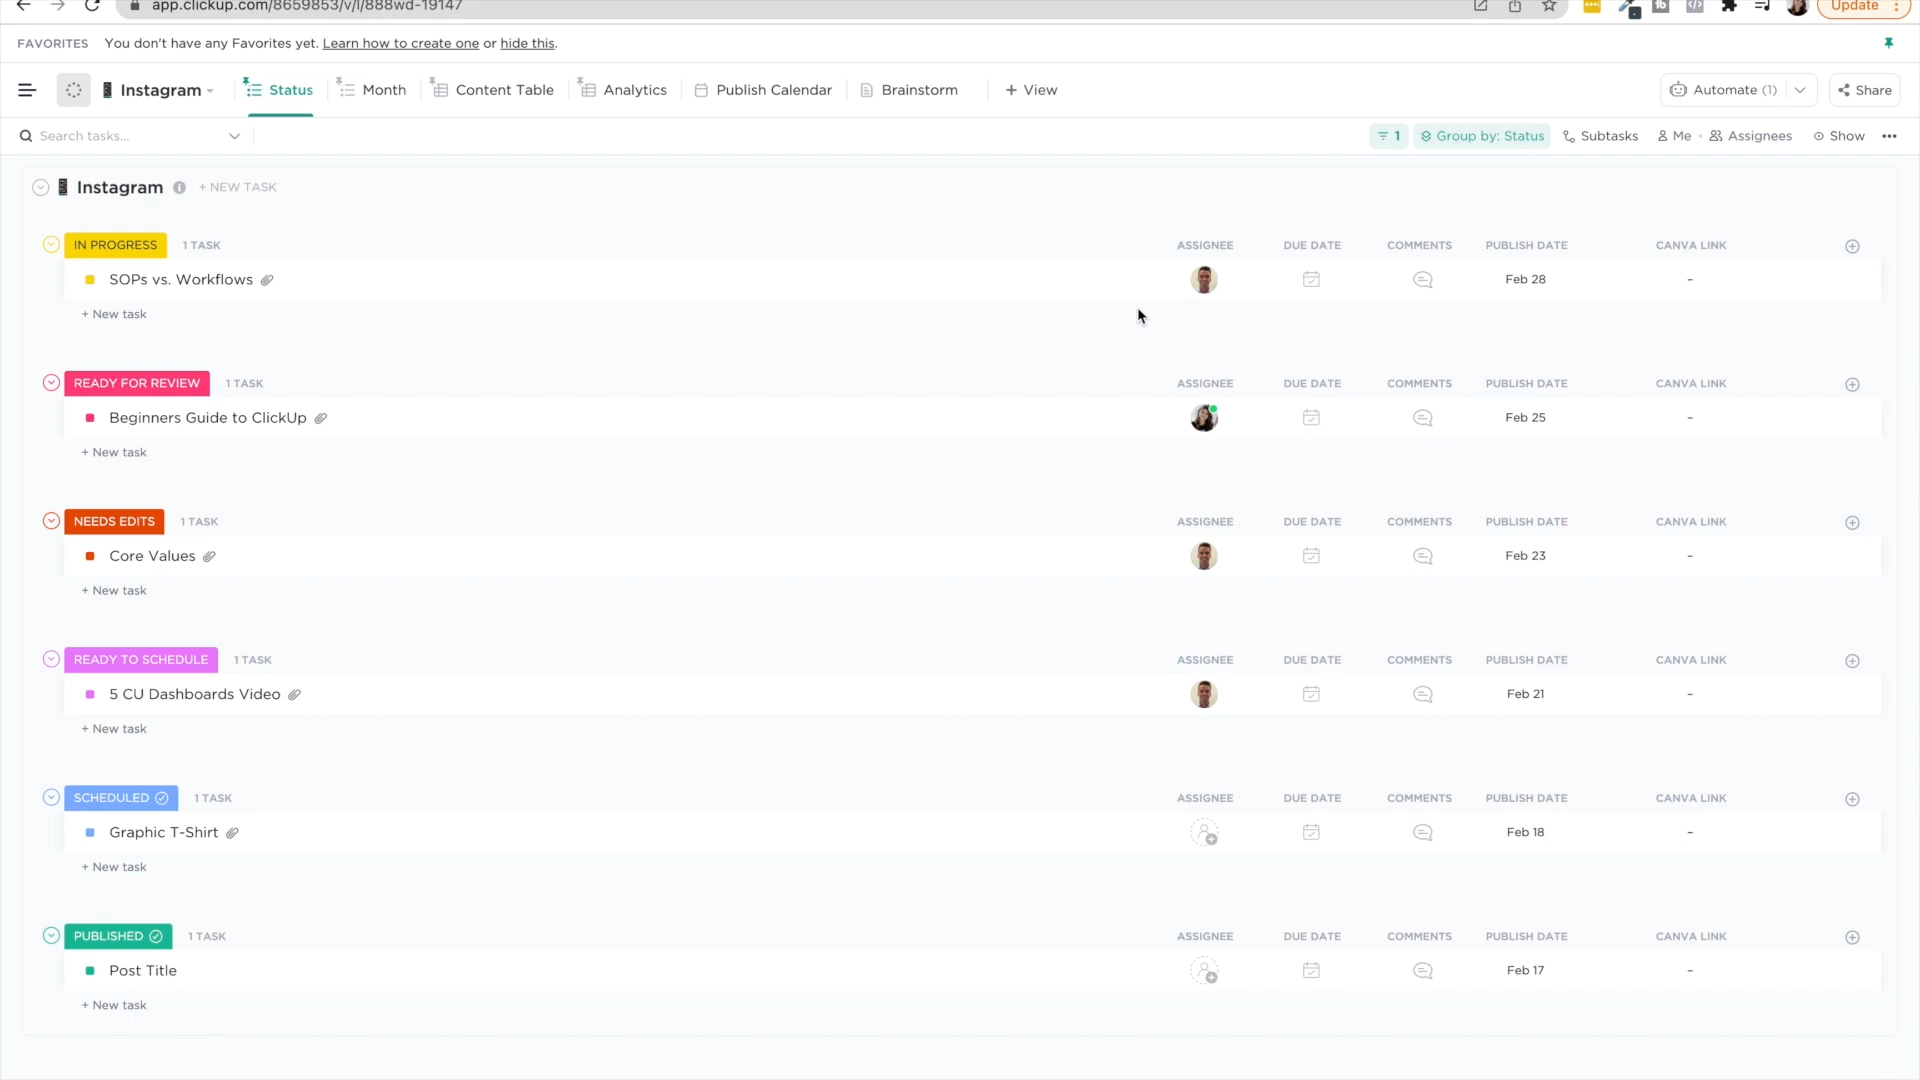 app.clickup.com/8659853/v/l/888wd-19147
Update
FAVORITES You don't have any Favorites yet. Learn how to create one or hide this.
Instagram Status Month Content Table Analytics Publish Calendar Brainstorm + View Automate (1) Share
Search tasks... 1 Group by: Status Subtasks Me • Assignees Show
Instagram + NEW TASK
IN PROGRESS 1 TASK ASSIGNEE DUE DATE COMMENTS PUBLISH DATE CANVA LINK
SOPs vs. Workflows Feb 28 –
+ New task
READY FOR REVIEW 1 TASK ASSIGNEE DUE DATE COMMENTS PUBLISH DATE CANVA LINK
Beginners Guide to ClickUp Feb 25 –
+ New task
NEEDS EDITS 1 TASK ASSIGNEE DUE DATE COMMENTS PUBLISH DATE CANVA LINK
Core Values Feb 23 –
+ New task
READY TO SCHEDULE 1 TASK ASSIGNEE DUE DATE COMMENTS PUBLISH DATE CANVA LINK
5 CU Dashboards Video Feb 21 –
+ New task
SCHEDULED 1 TASK ASSIGNEE DUE DATE COMMENTS PUBLISH DATE CANVA LINK
Graphic T-Shirt Feb 18 –
+ New task
PUBLISHED 1 TASK ASSIGNEE DUE DATE COMMENTS PUBLISH DATE CANVA LINK
Post Title Feb 17 –
+ New task